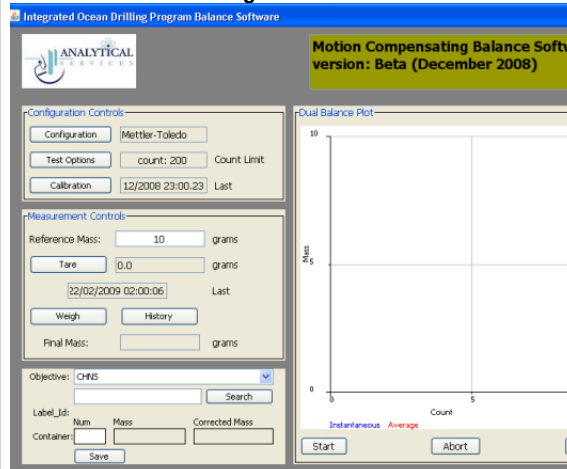 Integrated Ocean Drilling Program Balance Software
ANALYTICAL
SERVICES
Motion Compensating Balance Softw
version: Beta (December 2008)
Configuration Controls
Configuration Mettler-Toledo
Test Options count: 200 Count Limit
Calibration 12/2008 23:00.23 Last
Measurement Controls
Reference Mass: 10 grams
Tare 0.0 grams
22/02/2009 02:00:06 Last
Weigh History
Final Mass: grams
Objective: CHNS
Search
Label_Id:
Num Mass Corrected Mass
Container:
Save
Dual Balance Plot
10
Mass
5
0
0 5
Count
Instantaneous Average
Start Abort